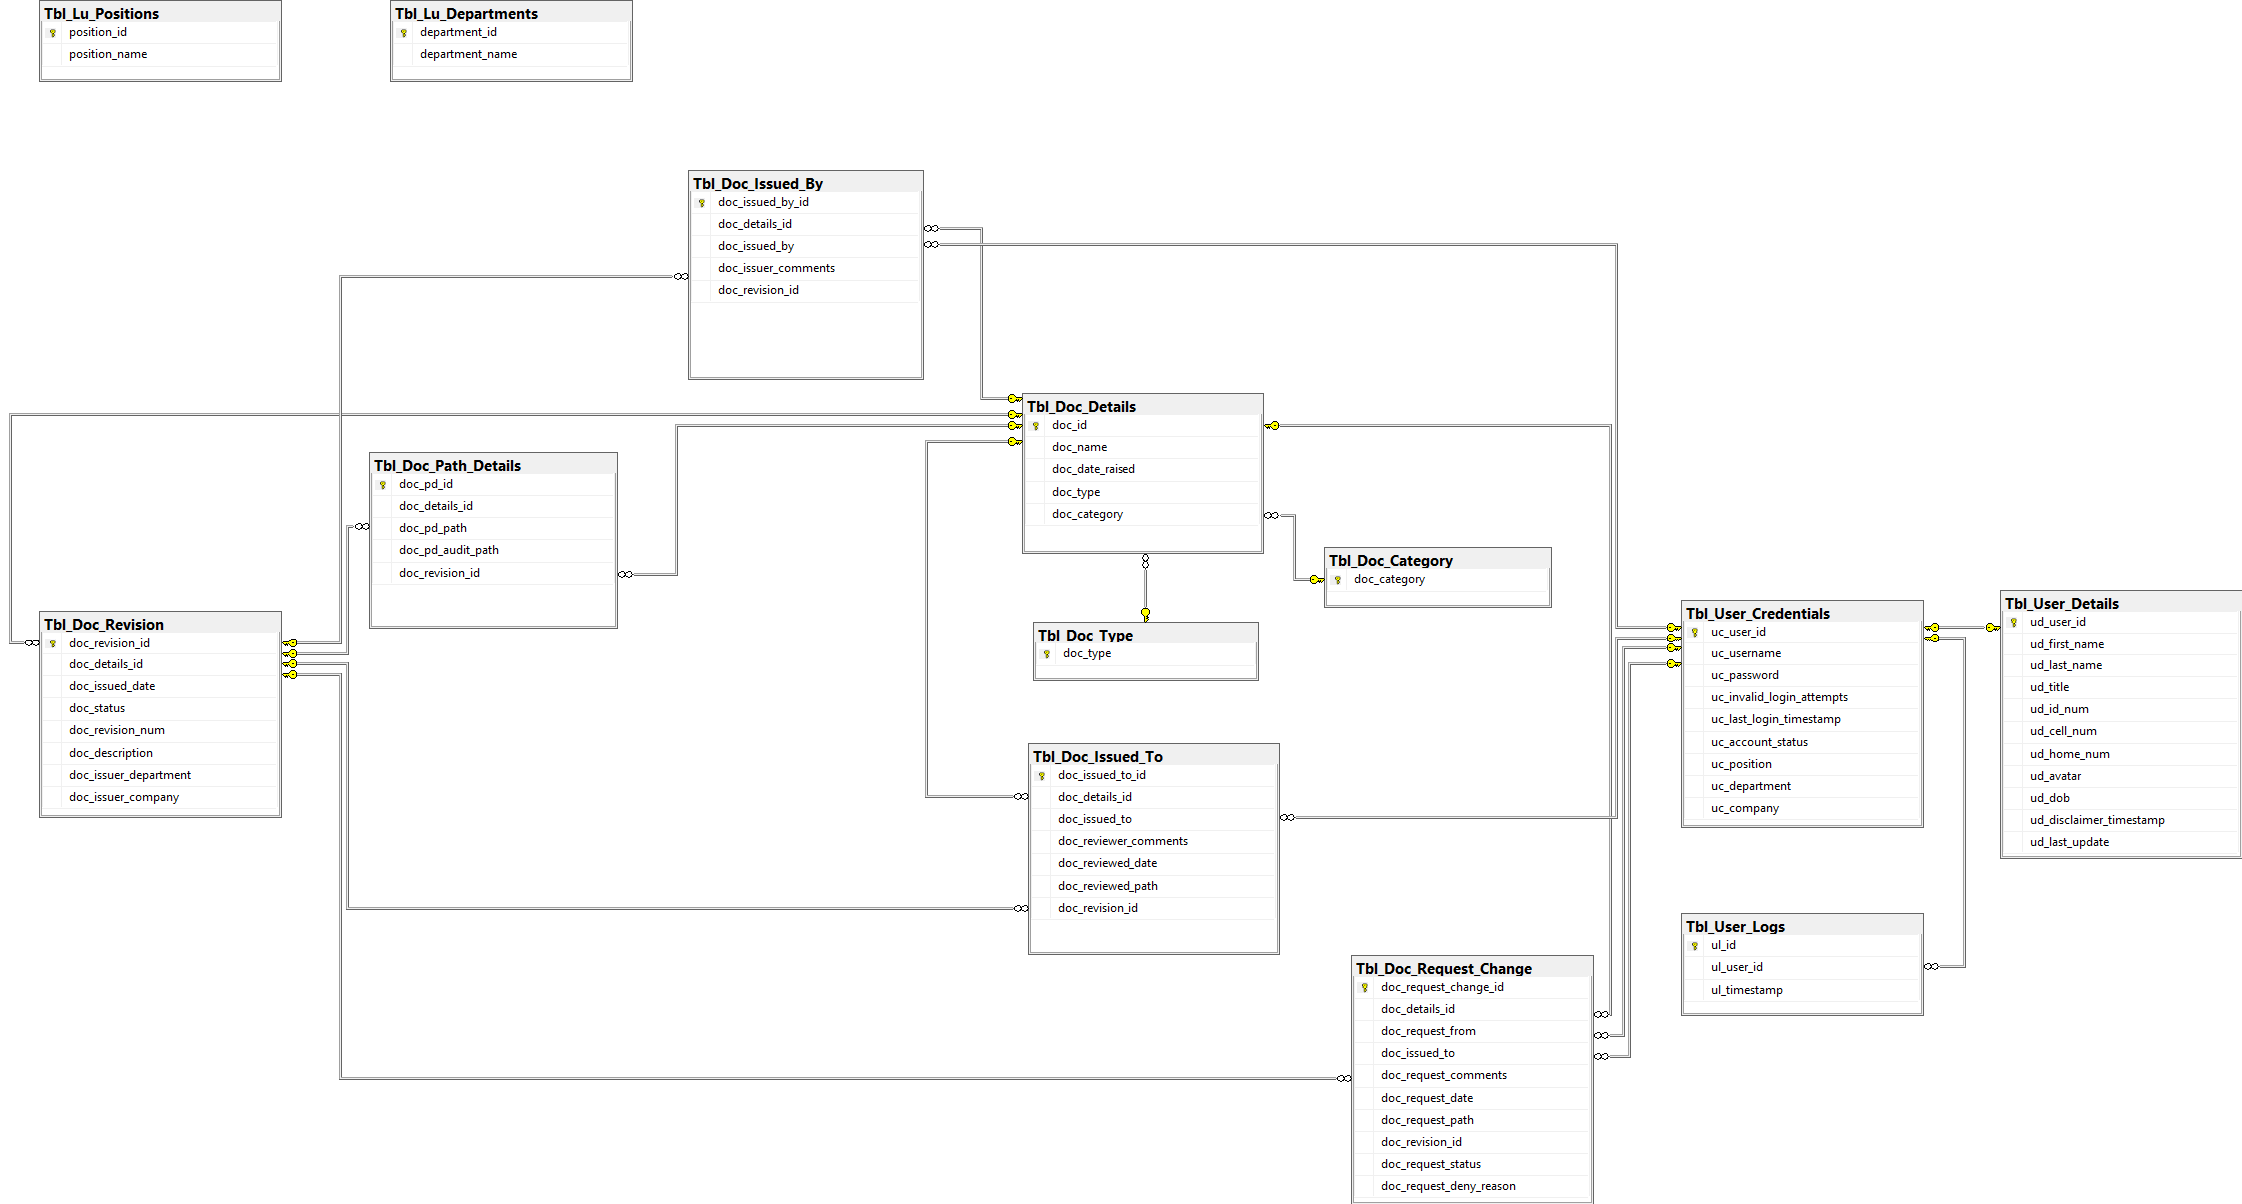 Tbl_Lu_Positions
position_id
position_name
Tbl_Lu_Departments
department_id
department_name
Tbl_Doc_Issued_By
doc_issued_by_id
doc_details_id
doc_issued_by
doc_issuer_comments
doc_revision_id
Tbl_Doc_Details
doc_id
doc_name
doc_date_raised
doc_type
doc_category
Tbl_Doc_Path_Details
doc_pd_id
doc_details_id
doc_pd_path
doc_pd_audit_path
doc_revision_id
Tbl_Doc_Category
doc_category
Tbl_Doc_Type
doc_type
Tbl_Doc_Revision
doc_revision_id
doc_details_id
doc_issued_date
doc_status
doc_revision_num
doc_description
doc_issuer_department
doc_issuer_company
Tbl_User_Credentials
uc_user_id
uc_username
uc_password
uc_invalid_login_attempts
uc_last_login_timestamp
uc_account_status
uc_position
uc_department
uc_company
Tbl_User_Details
ud_user_id
ud_first_name
ud_last_name
ud_title
ud_id_num
ud_cell_num
ud_home_num
ud_avatar
ud_dob
ud_disclaimer_timestamp
ud_last_update
Tbl_Doc_Issued_To
doc_issued_to_id
doc_details_id
doc_issued_to
doc_reviewer_comments
doc_reviewed_date
doc_reviewed_path
doc_revision_id
Tbl_User_Logs
ul_id
ul_user_id
ul_timestamp
Tbl_Doc_Request_Change
doc_request_change_id
doc_details_id
doc_request_from
doc_issued_to
doc_request_comments
doc_request_date
doc_request_path
doc_revision_id
doc_request_status
doc_request_deny_reason